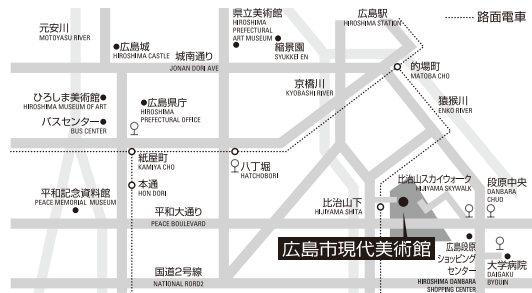 元安川
MOTOYASU RIVER
広島城
HIROSHIMA CASTLE
城南通り
JONAN DORI AVE
県立美術館
HIROSHIMA
PREFECTURAL
ART MUSEUM
縮景園
SYUKKEI EN
広島駅
HIROSHIMA STATION
路面電車
的場町
MATOBA CHO
京橋川
KYOBASHI RIVER
猿猴川
ENKO RIVER
ひろしま美術館
HIROSHIMA MUSEUM OF ART
バスセンター
BUS CENTER
広島県庁
HIROSHIMA
PREFECTURAL OFFICE
紙屋町
KAMIYA CHO
八丁堀
HATCHOBORI
本通
HON DORI
平和記念資料館
PEACE MEMORIAL MUSEUM
平和大通り
PEACE BOULEVARD
比治山下
HIJIYAMA SHITA
比治山スカイウォーク
HIJIYAMA SKYWALK
段原中央
DANBARA
CHUO
広島市現代美術館
広島段原
ショッピング
センター
HIROSHIMA DANBARA
SHOPPING CENTER
大学病院
DAIGAKU
BYOUIN
国道2号線
NATIONAL RORD2